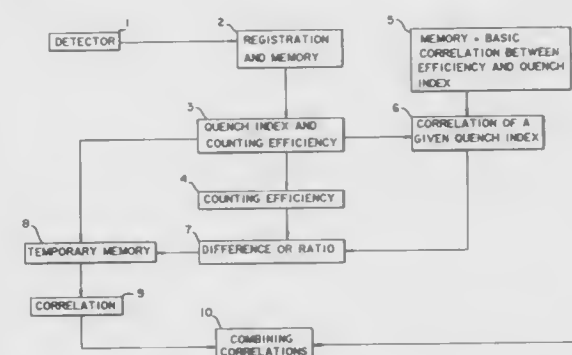 1
DETECTOR
2
REGISTRATION
AND MEMORY
5
MEMORY - BASIC
CORRELATION BETWEEN
EFFICIENCY AND QUENCH
INDEX
3
QUENCH INDEX AND
COUNTING EFFICIENCY
6
CORRELATION OF A
GIVEN QUENCH INDEX
4
COUNTING EFFICIENCY
8
TEMPORARY MEMORY
7
DIFFERENCE OR RATIO
9
CORRELATION
10
COMBINING
CORRELATIONS